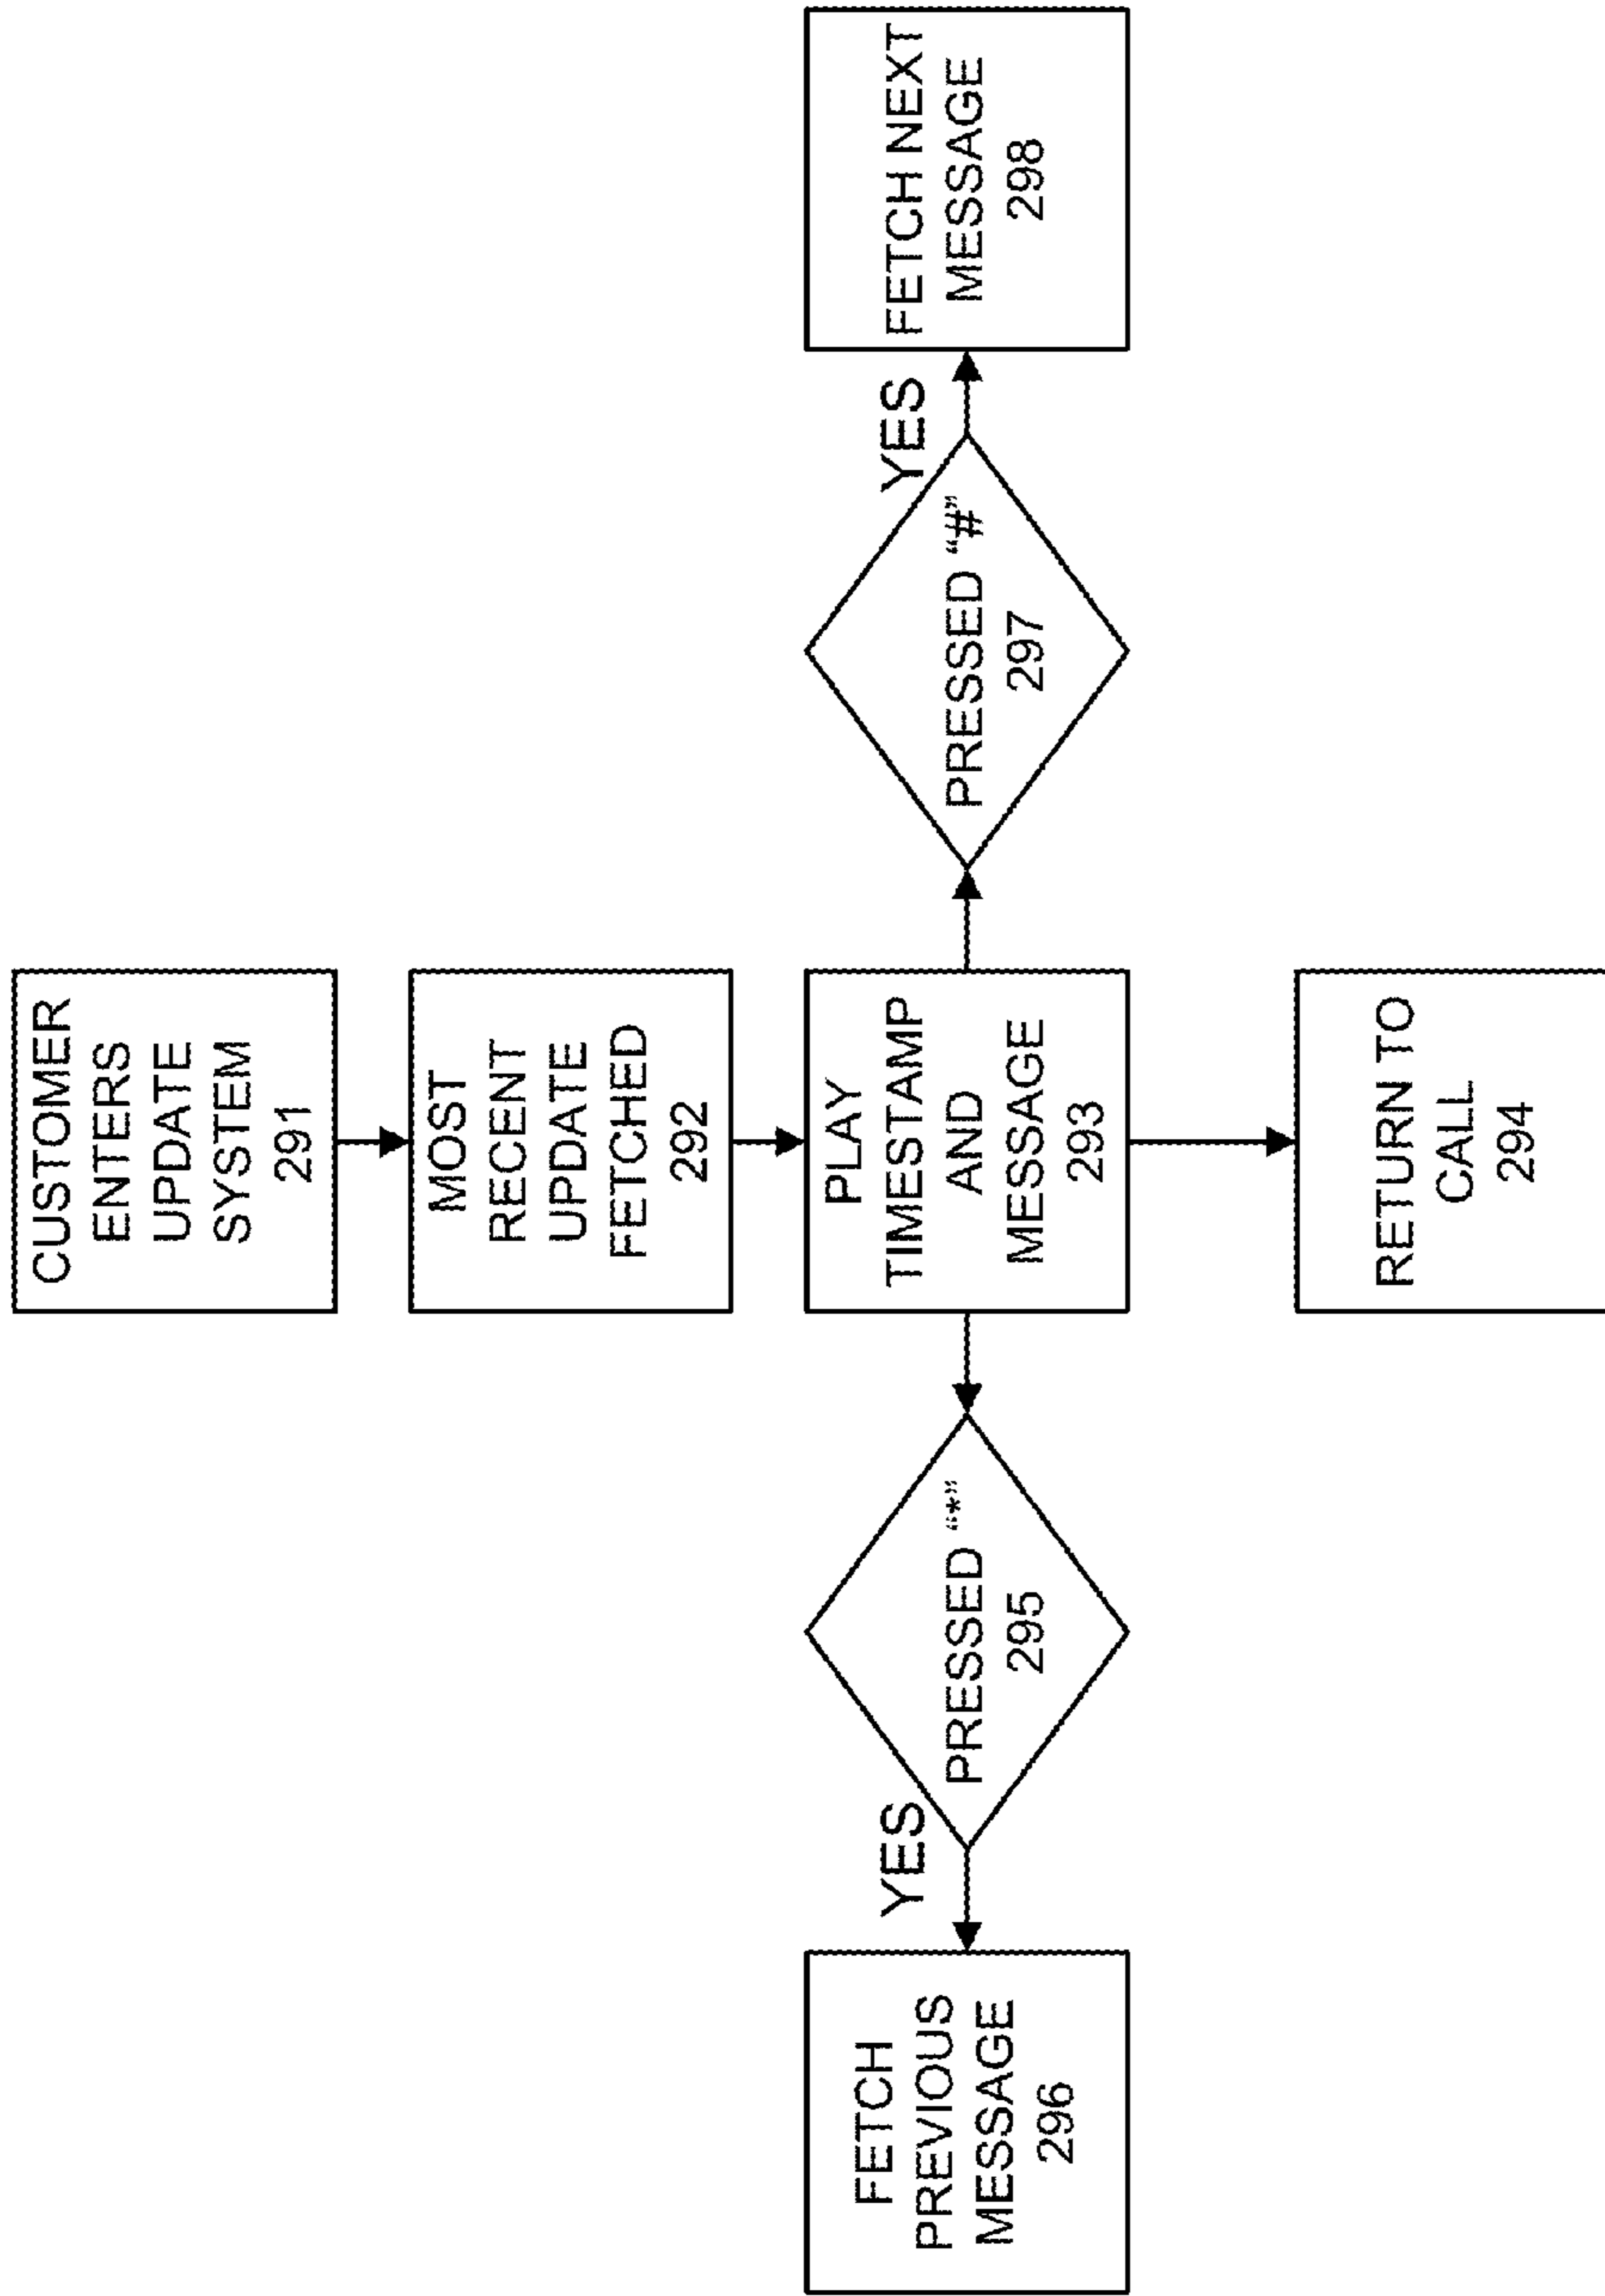 CUSTOMER
ENTERS
UPDATE
SYSTEM
291
MOST
RECENT
UPDATE
FETCHED
292
PLAY
TIMESTAMP
AND
MESSAGE
293
RETURN TO
CALL
294
PRESSED “*”
295
YES
FETCH
PREVIOUS
MESSAGE
296
PRESSED “#”
297
YES
FETCH NEXT
MESSAGE
298